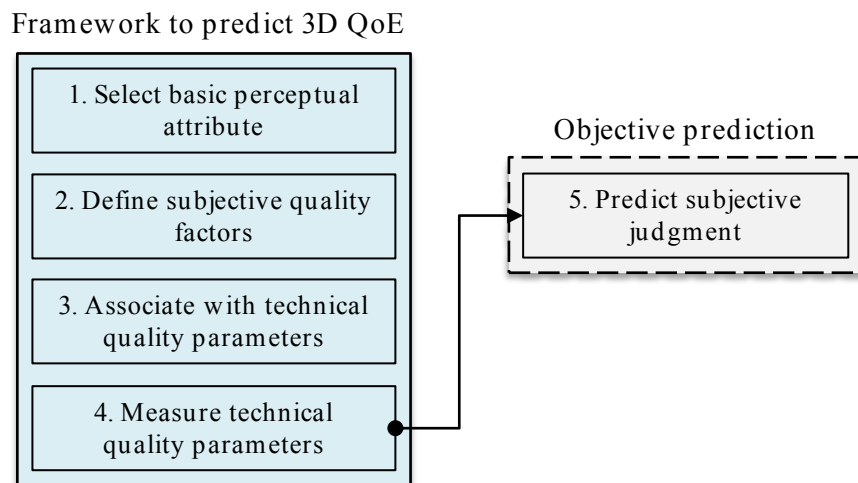 Framework to predict 3D QoE
1. Select basic perceptual
attribute
2. Define subjective quality
factors
3. Associate with technical
quality parameters
4. Measure technical
quality parameters
Objective prediction
5. Predict subjective
judgment